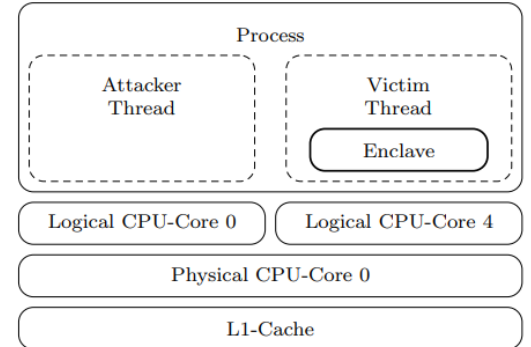 Process
Attacker
Thread
Victim
Thread
Enclave
Logical CPU-Core 0
Logical CPU-Core 4
Physical CPU-Core 0
L1-Cache